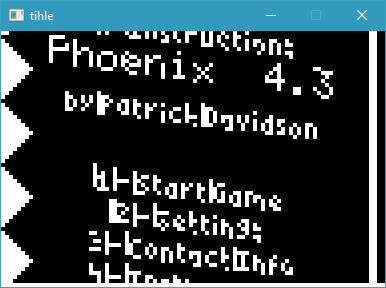 tihle
Instructions
Phoenix 4.3
by Patrick Davidson
1--Start Game
2--Settings
3--Contact Info